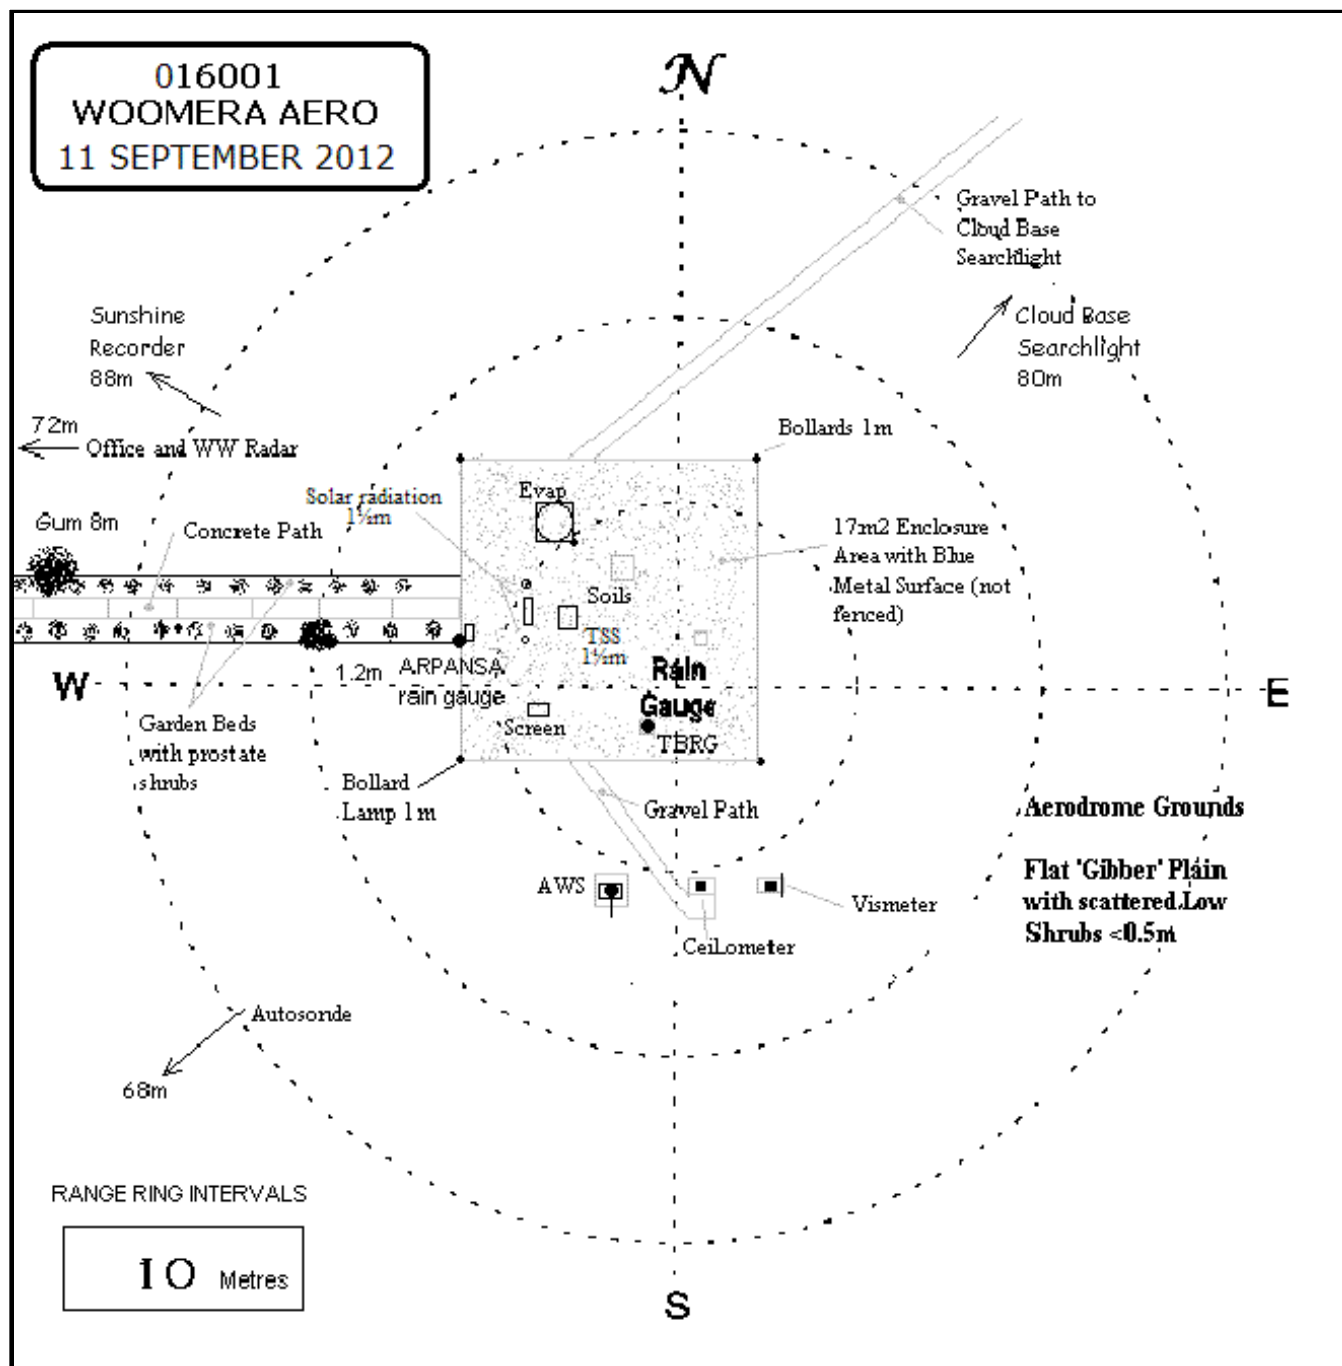 016001
WOOMERA AERO
11 SEPTEMBER 2012
N
Gravel Path to
Cloud Base
Searchlight
Sunshine
Recorder
88m
Cloud Base
Searchlight
80m
72m
Office and WW Radar
Bollards 1m
Solar radiation
1½m
Evap
Gum 8m
Concrete Path
17m2 Enclosure
Area with Blue
Metal Surface (not
fenced)
Soils
TSS
1½m
1.2m
ARPANSA
rain gauge
Rain
Gauge
W
E
Garden Beds
with prostate
shrubs
Screen
TBRG
Bollard
Lamp 1m
Gravel Path
Aerodrome Grounds
Flat 'Gibber' Plain
with scattered Low
Shrubs <0.5m
AWS
Vismeter
CeiLometer
Autosonde
68m
RANGE RING INTERVALS
10 Metres
S